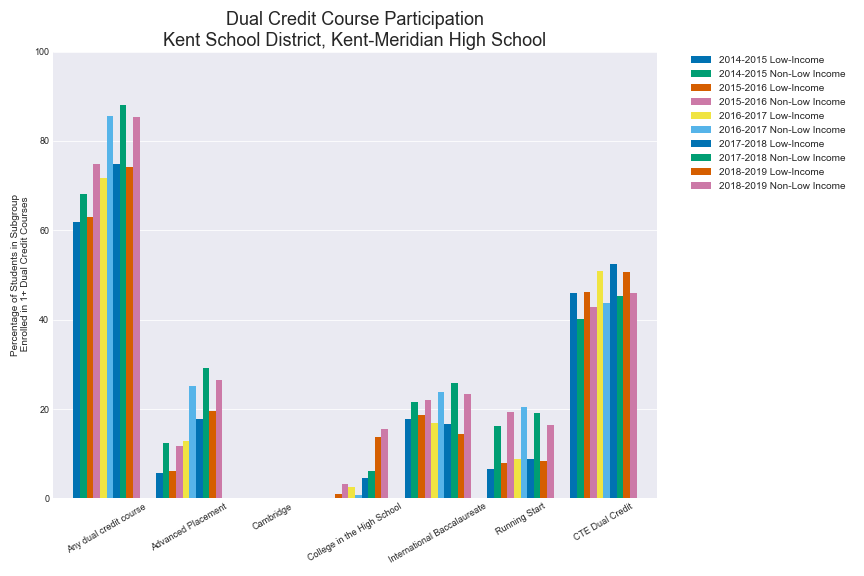 Dual Credit Course Participation
Kent School District, Kent-Meridian High School
Percentage of Students in Subgroup
Enrolled in 1+ Dual Credit Courses
100
80
60
40
20
0
Any dual credit course
Advanced Placement
Cambridge
College in the High School
International Baccalaureate
Running Start
CTE Dual Credit
2014-2015 Low-Income
2014-2015 Non-Low Income
2015-2016 Low-Income
2015-2016 Non-Low Income
2016-2017 Low-Income
2016-2017 Non-Low Income
2017-2018 Low-Income
2017-2018 Non-Low Income
2018-2019 Low-Income
2018-2019 Non-Low Income